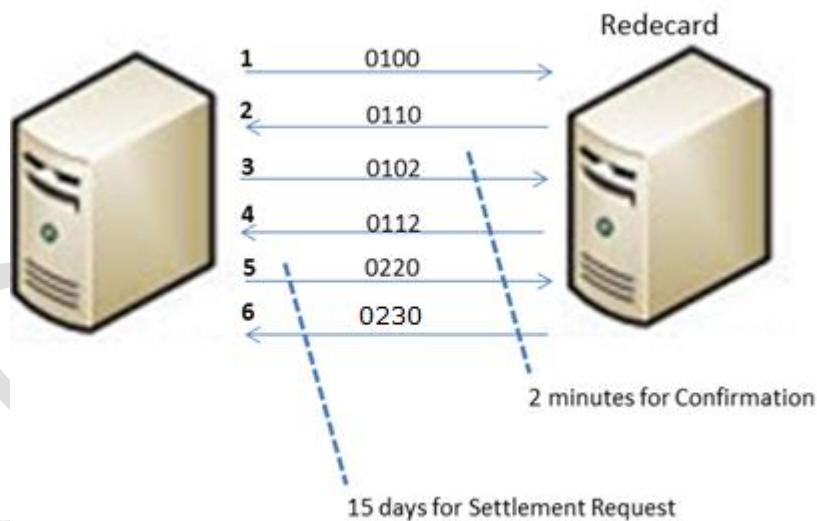 Redecard
1 0100
2 0110
3 0102
4 0112
5 0220
6 0230
2 minutes for Confirmation
15 days for Settlement Request